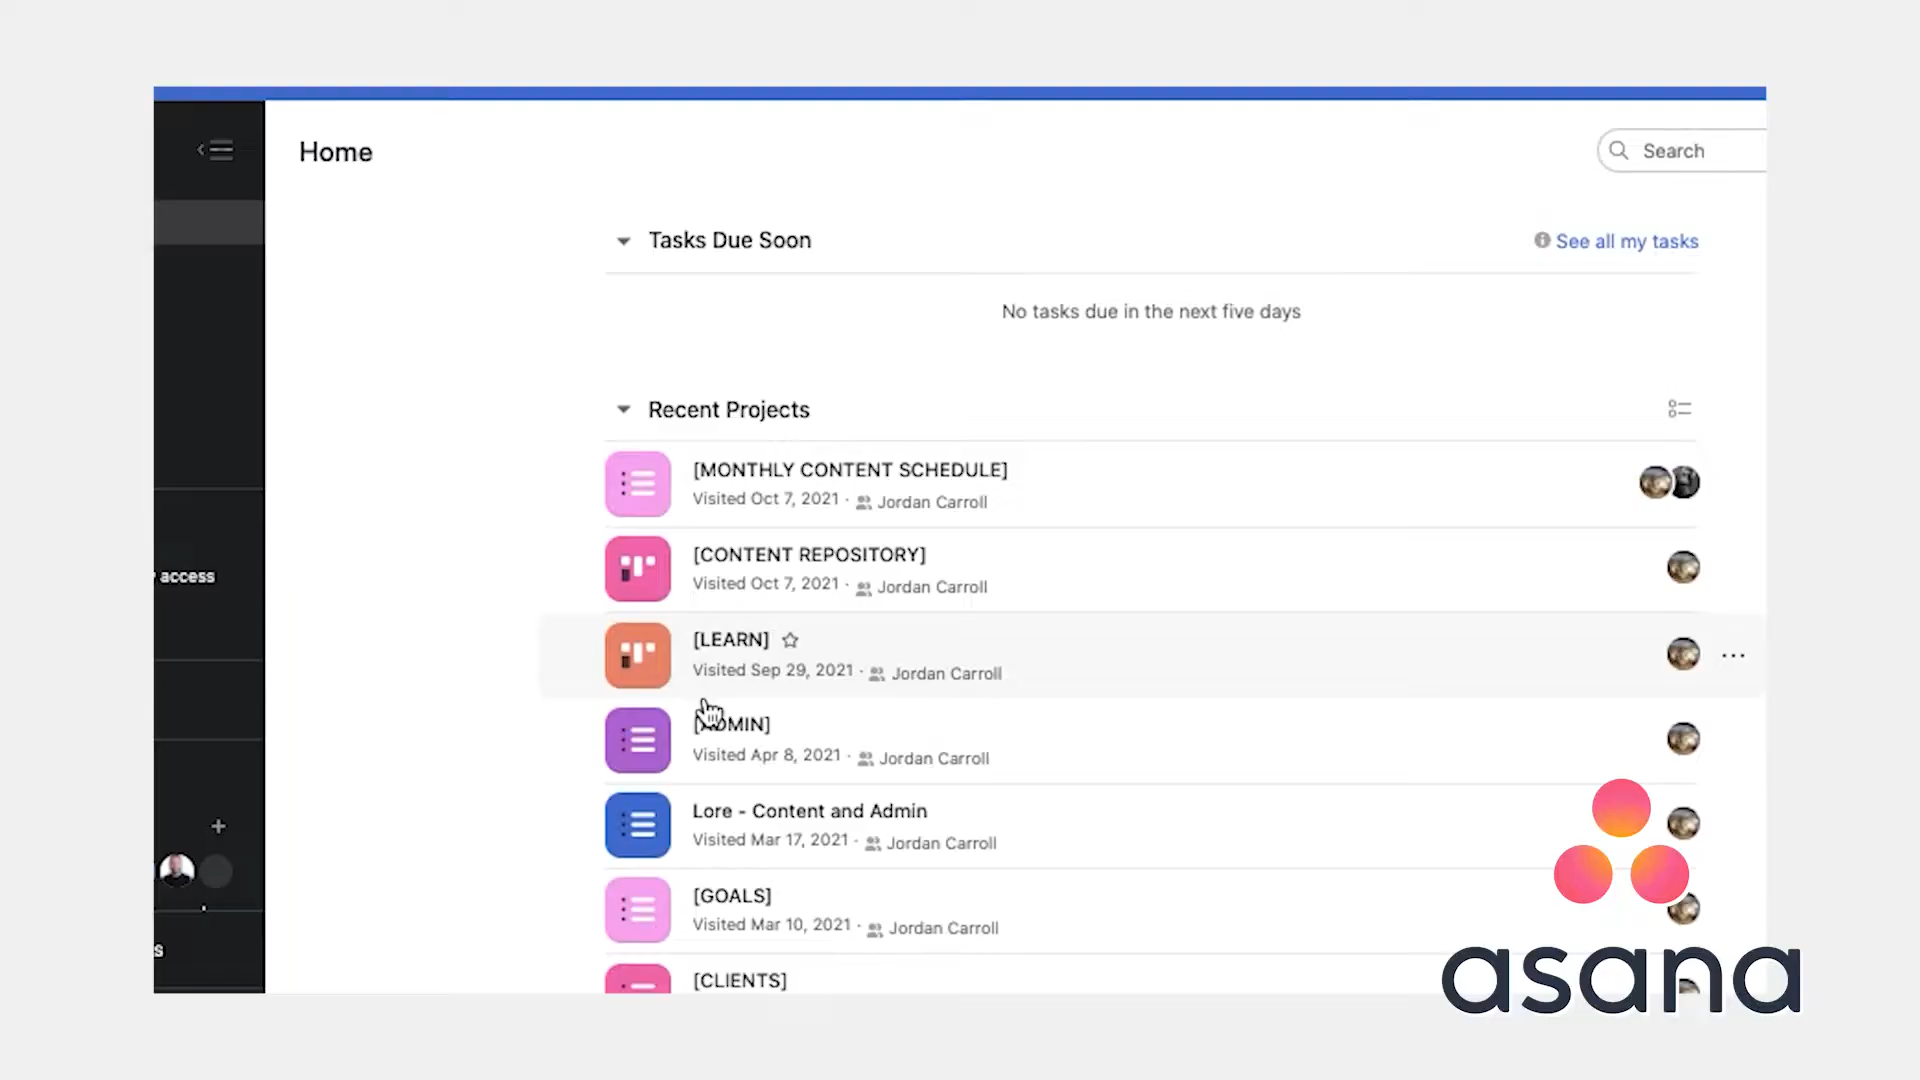 Home
Search
Tasks Due Soon
See all my tasks
No tasks due in the next five days
Recent Projects
[MONTHLY CONTENT SCHEDULE]
Visited Oct 7, 2021 · Jordan Carroll
[CONTENT REPOSITORY]
Visited Oct 7, 2021 · Jordan Carroll
access
[LEARN]
Visited Sep 29, 2021 · Jordan Carroll
[ADMIN]
Visited Apr 8, 2021 · Jordan Carroll
Lore - Content and Admin
Visited Mar 17, 2021 · Jordan Carroll
[GOALS]
Visited Mar 10, 2021 · Jordan Carroll
s
[CLIENTS]
asana